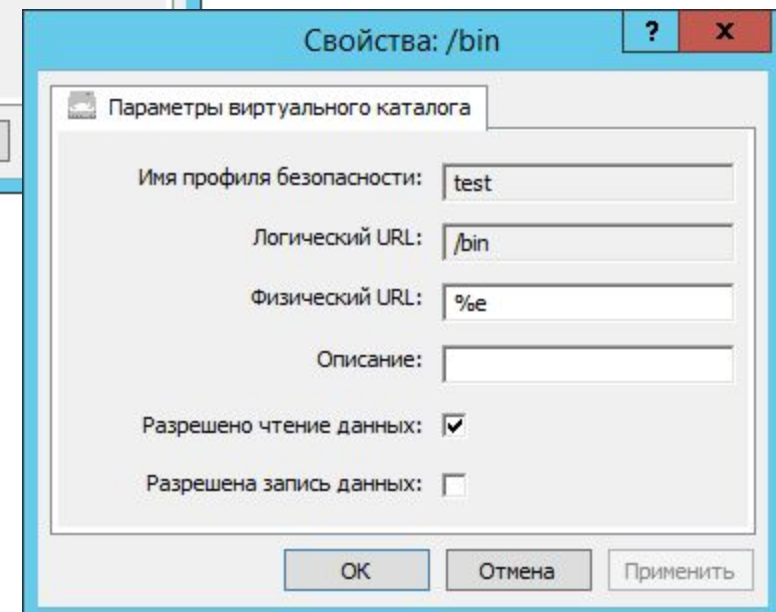 Свойства: /bin
? x
Параметры виртуального каталога
Имя профиля безопасности: test
Логический URL: /bin
Физический URL: %e
Описание:
Разрешено чтение данных:
Разрешена запись данных:
ОК Отмена Применить